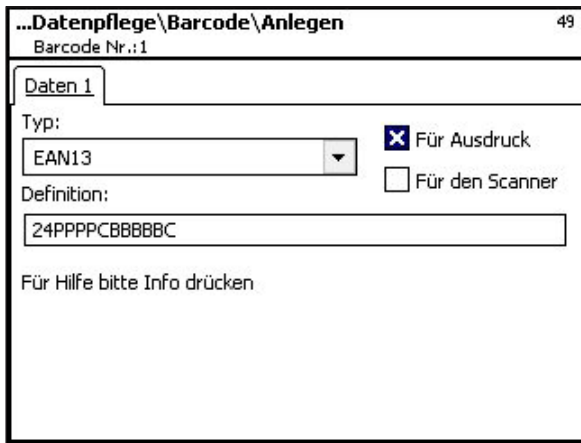 ...Datenpflege\Barcode\Anlegen 49
Barcode Nr.:1
Daten 1
Typ:
EAN13
Für Ausdruck
Für den Scanner
Definition:
24PPPPCBBBBBC
Für Hilfe bitte Info drücken